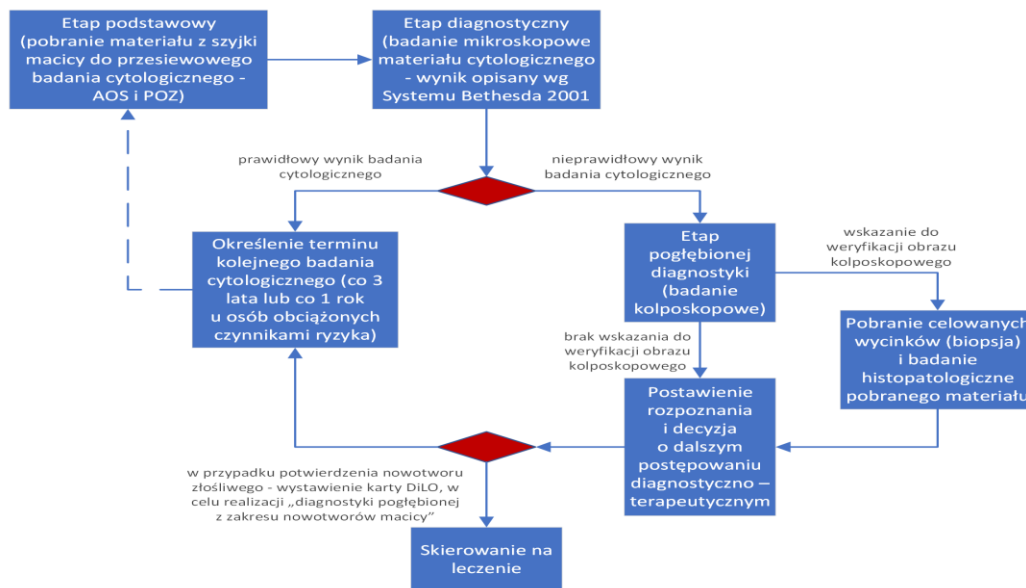 Etap podstawowy
(pobranie materiału z szyjki
macicy do przesiewowego
badania cytologicznego -
AOS i POZ)
Etap diagnostyczny
(badanie mikroskopowe
materiału cytologicznego
- wynik opisany wg
Systemu Bethesda 2001
prawidłowy wynik badania
cytologicznego
nieprawidłowy wynik
badania cytologicznego
Określenie terminu
kolejnego badania
cytologicznego (co 3
lata lub co 1 rok
u osób obciążonych
czynnikami ryzyka)
Etap
pogłębionej
diagnostyki
(badanie
kolposkopowe)
wskazanie do
weryfikacji obrazu
kolposkopowego
brak wskazania do
weryfikacji obrazu
kolposkopowego
Pobranie celowanych
wycinków (biopsja)
i badanie
histopatologiczne
pobranego materiału
Postawienie
rozpoznania
i decyzja
o dalszym
postępowaniu
diagnostyczno –
terapeutycznym
w przypadku potwierdzenia nowotworu
złośliwego - wystawienie karty DiLO, w
celu realizacji „diagnostyki pogłębionej
z zakresu nowotworów macicy”
Skierowanie na
leczenie